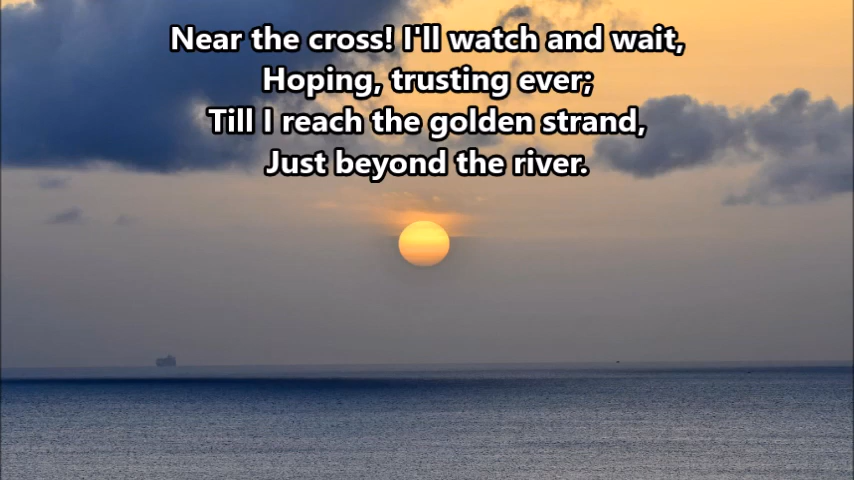 Near the cross! I'll watch and wait,
Hoping, trusting ever;
Till I reach the golden strand,
Just beyond the river.